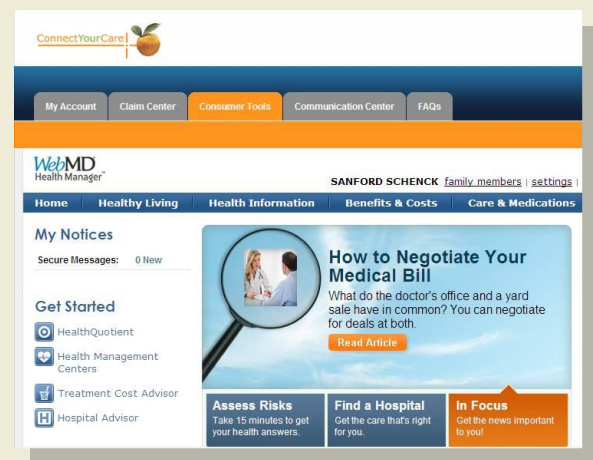 ConnectYourCare
My Account Claim Center Consumer Tools Communication Center FAQs
WebMD
Health Manager™
SANFORD SCHENCK family members | settings |
Home Healthy Living Health Information Benefits & Costs Care & Medications
My Notices
Secure Messages: 0 New
Get Started
HealthQuotient
Health Management
Centers
Treatment Cost Advisor
H Hospital Advisor
How to Negotiate Your
Medical Bill
What do the doctor's office and a yard
sale have in common? You can negotiate
for deals at both.
Read Article
Assess Risks
Take 15 minutes to get
your health answers.
Find a Hospital
Get the care that's right
for you.
In Focus
Get the news important
to you!